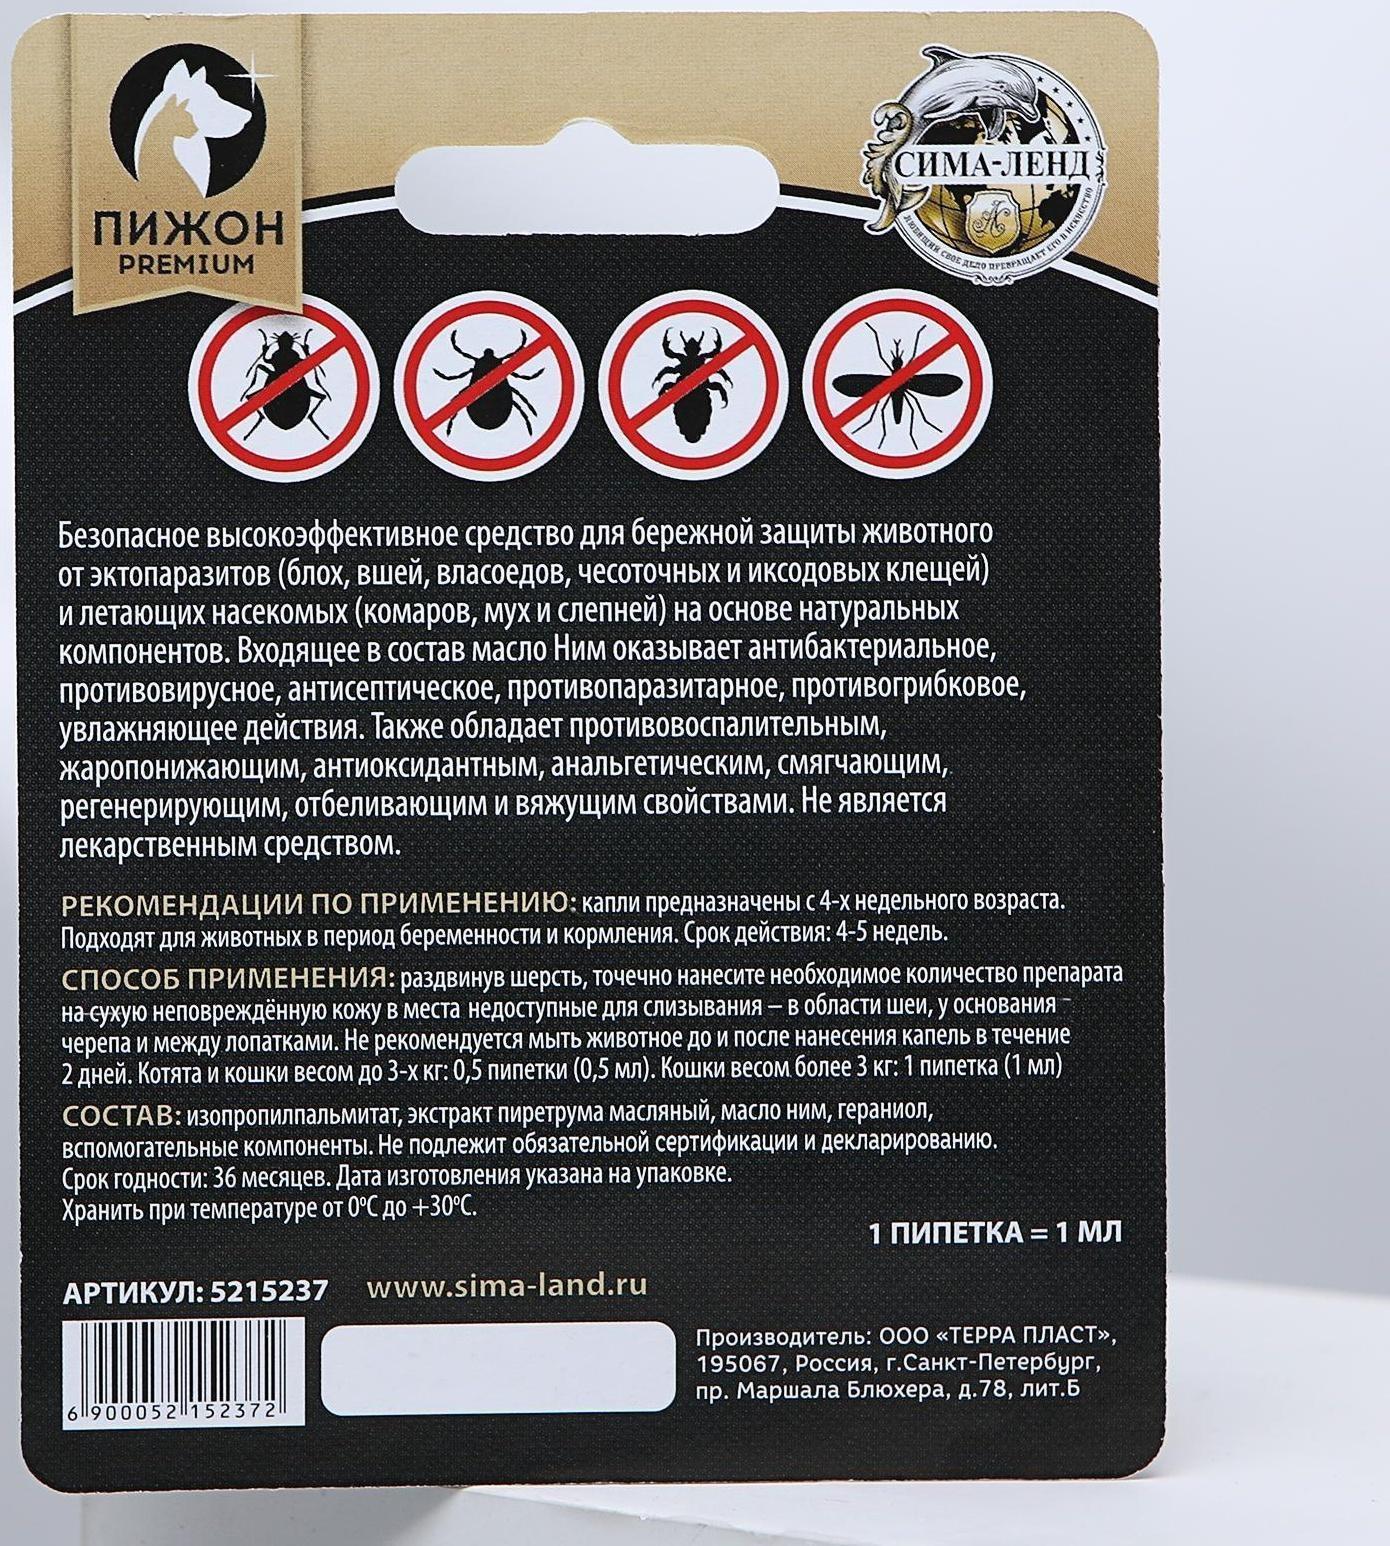 ПИЖОН
PREMIUM
СИМА-ЛЕНД
ЛЮБЯЩИЙ СВОЕ ДЕЛО ПРЕВРАЩАЕТ ЕГО В ИСКУССТВО
Безопасное высокоэффективное средство для бережной защиты животного
от эктопаразитов (блох, вшей, власоедов, чесоточных и иксодовых клещей)
и летающих насекомых (комаров, мух и слепней) на основе натуральных
компонентов. Входящее в состав масло Ним оказывает антибактериальное,
противовирусное, антисептическое, противопаразитарное, противогрибковое,
увлажняющее действия. Также обладает противовоспалительным,
жаропонижающим, антиоксидантным, анальгетическим, смягчающим,
регенерирующим, отбеливающим и вяжущим свойствами. Не является
лекарственным средством.
РЕКОМЕНДАЦИИ ПО ПРИМЕНЕНИЮ: капли предназначены с 4-х недельного возраста.
Подходят для животных в период беременности и кормления. Срок действия: 4-5 недель.
СПОСОБ ПРИМЕНЕНИЯ: раздвинув шерсть, точечно нанесите необходимое количество препарата
на сухую неповреждённую кожу в места недоступные для слизывания – в области шеи, у основания
черепа и между лопатками. Не рекомендуется мыть животное до и после нанесения капель в течение
2 дней. Котята и кошки весом до 3-х кг: 0,5 пипетки (0,5 мл). Кошки весом более 3 кг: 1 пипетка (1 мл)
СОСТАВ: изопропилпальмитат, экстракт пиретрума масляный, масло ним, гераниол,
вспомогательные компоненты. Не подлежит обязательной сертификации и декларированию.
Срок годности: 36 месяцев. Дата изготовления указана на упаковке.
Хранить при температуре от 0°С до +30°С.
1 ПИПЕТКА = 1 МЛ
АРТИКУЛ: 5215237 www.sima-land.ru
Производитель: ООО «ТЕРРА ПЛАСТ»,
195067, Россия, г.Санкт-Петербург,
пр. Маршала Блюхера, д.78, лит.Б
6 900052 152372